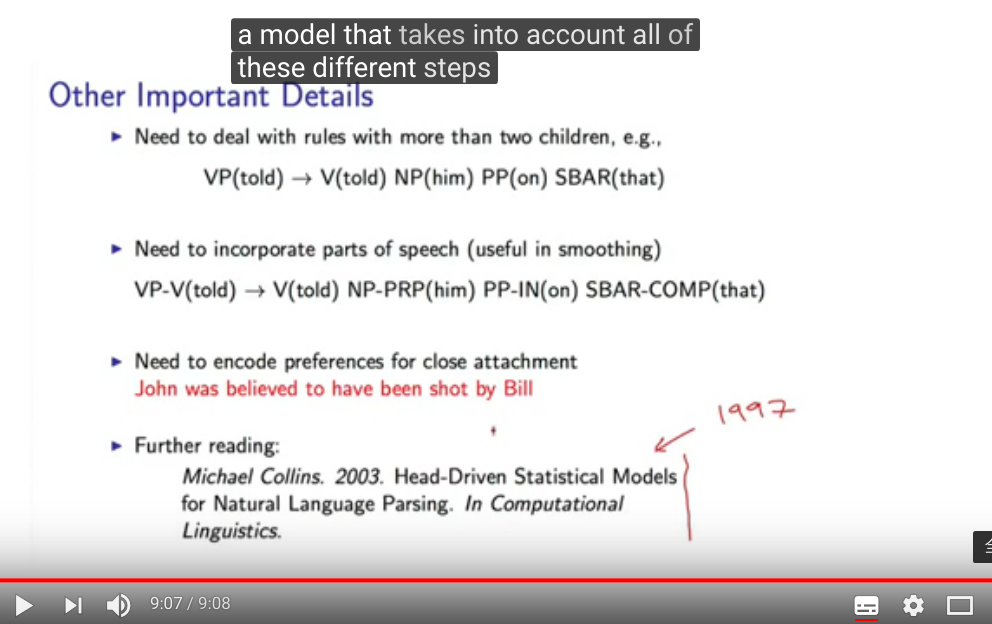 a model that takes into account all of
these different steps
Other Important Details
Need to deal with rules with more than two children, e.g.,
VP(told) → V(told) NP(him) PP(on) SBAR(that)
Need to incorporate parts of speech (useful in smoothing)
VP-V(told) → V(told) NP-PRP(him) PP-IN(on) SBAR-COMP(that)
Need to encode preferences for close attachment
John was believed to have been shot by Bill
1997
Further reading:
Michael Collins. 2003. Head-Driven Statistical Models
for Natural Language Parsing. In Computational
Linguistics.
9:07 / 9:08